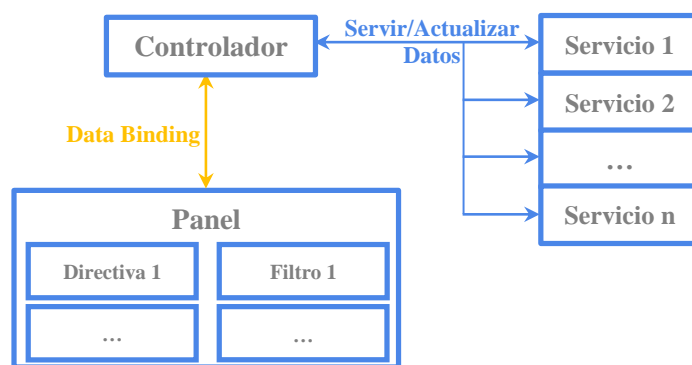 Controlador
Servir/Actualizar
Datos
Servicio 1
Servicio 2
…
Servicio n
Data Binding
Panel
Directiva 1
Filtro 1
…
…